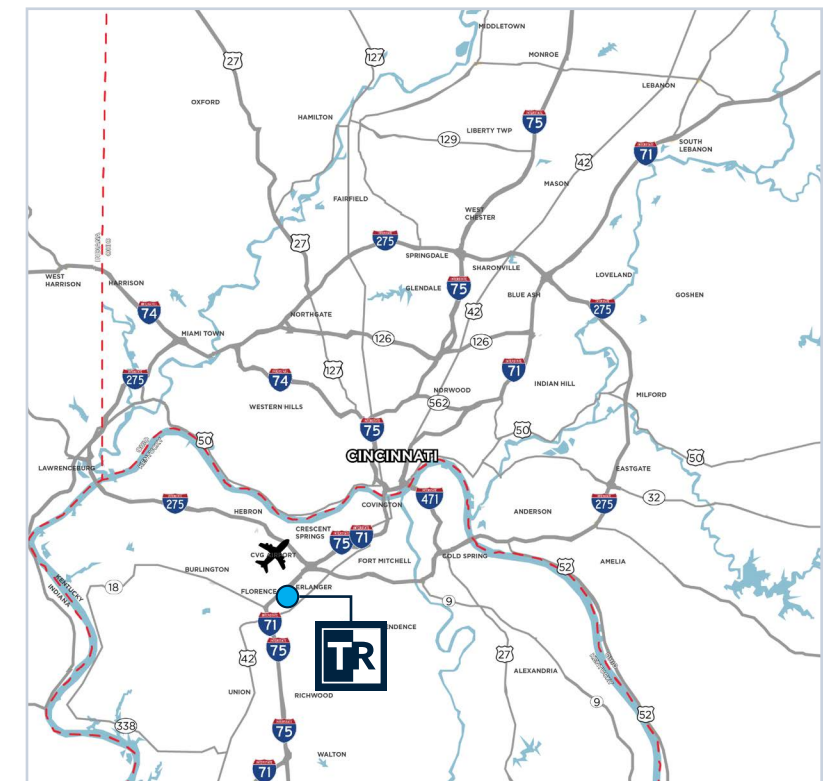 MIDDLETOWN
27
127
MONROE
LEBANON
OXFORD
HAMILTON
75
LIBERTY TWP
129
42
71
SOUTH
LEBANON
MASON
FAIRFIELD
WEST
CHESTER
27
275
SPRINGDALE
SHARONVILLE
WEST
HARRISON
HARRISON
GLENDALE
75
BLUE ASH
LOVELAND
GOSHEN
275
74
42
NORTHGATE
MIAMI TOWN
126
126
127
71
275
74
INDIAN HILL
NORWOOD
562
MILFORD
WESTERN HILLS
75
50
50
50
CINCINNATI
LAWRENCEBURG
EASTGATE
32
275
HEBRON
COVINGTON
471
ANDERSON
275
CRESCENT
SPRINGS
75
71
CVG AIRPORT
FORT MITCHELL
COLD SPRING
AMELIA
52
BURLINGTON
KENTUCKY
INDIANA
18
FLORENCE
ERLANGER
9
71
ENDENCE
TR
75
42
27
ALEXANDRIA
UNION
RICHWOOD
9
52
338
75
WALTON
71